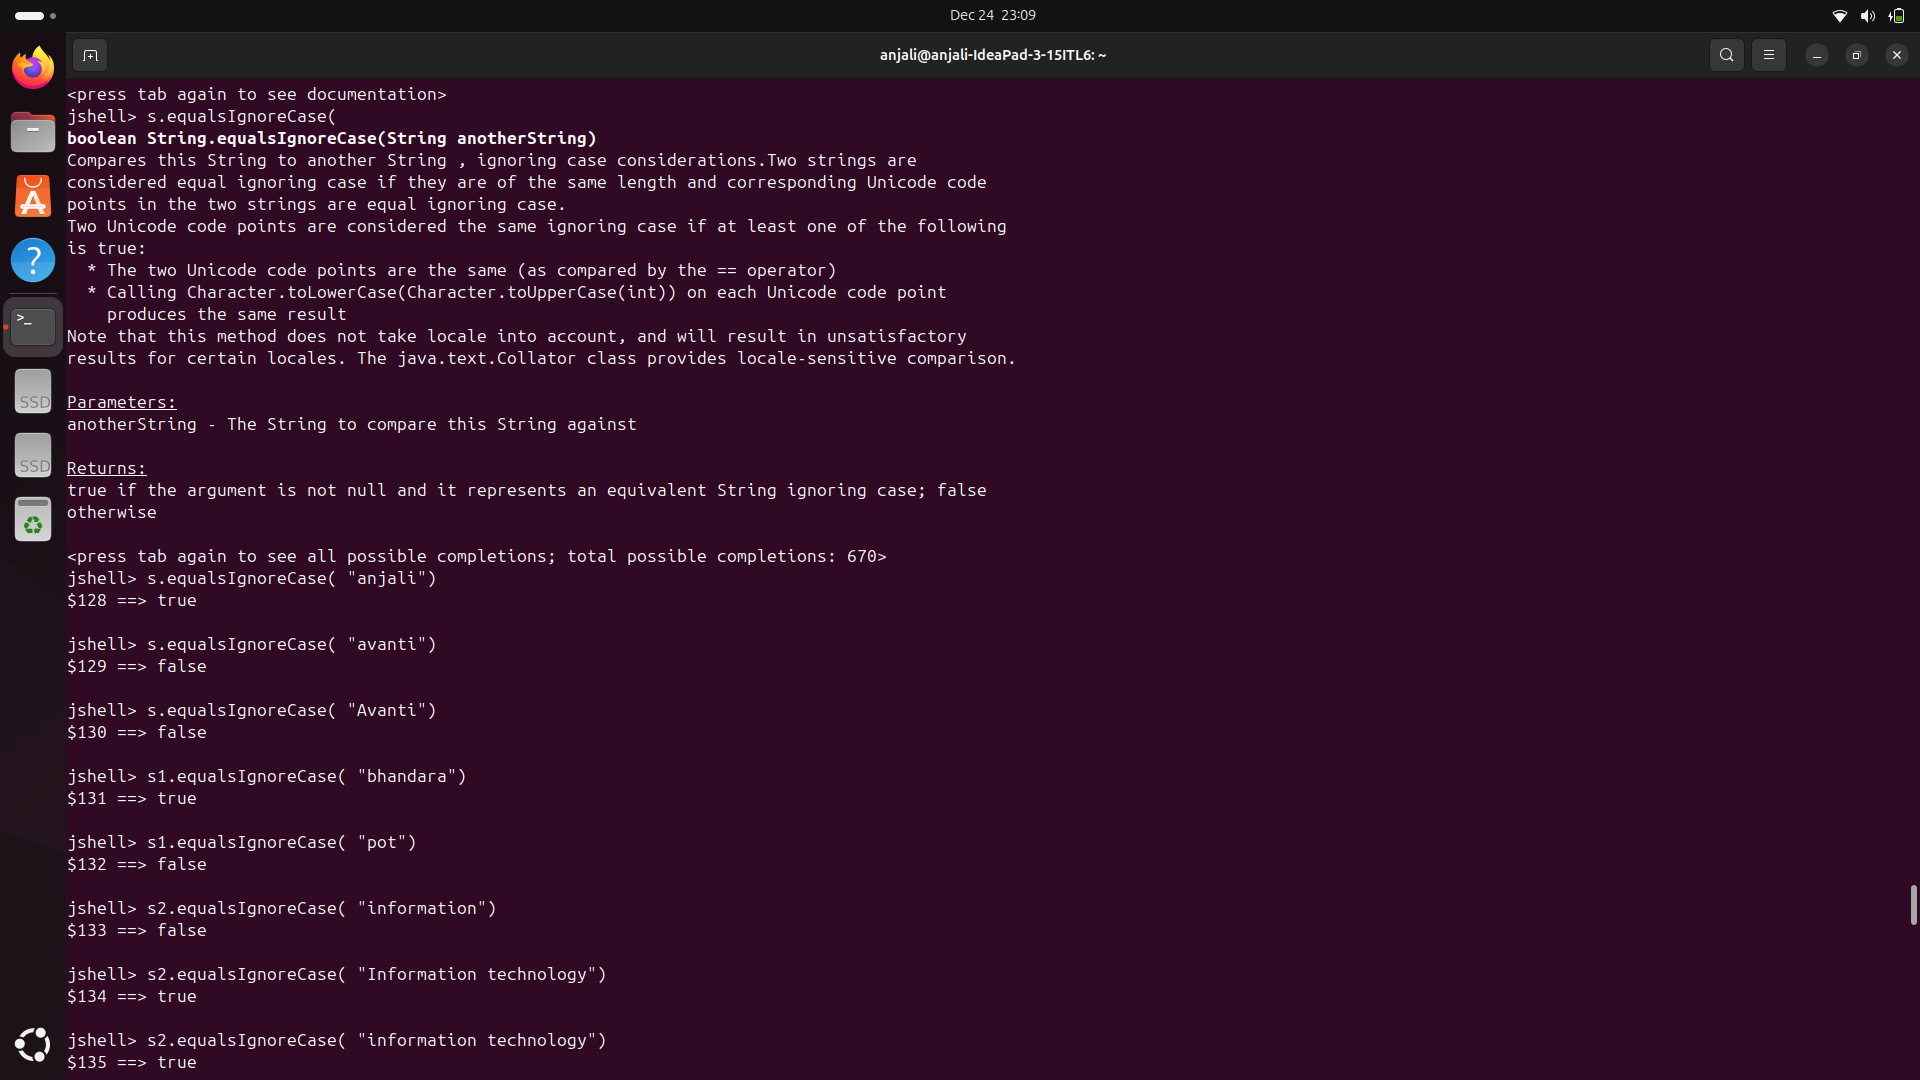 Dec 24 23:09
anjali@anjali-IdeaPad-3-15ITL6: ~
<press tab again to see documentation>
jshell> s.equalsIgnoreCase(
boolean String.equalsIgnoreCase(String anotherString)
Compares this String to another String , ignoring case considerations.Two strings are
considered equal ignoring case if they are of the same length and corresponding Unicode code
points in the two strings are equal ignoring case.
Two Unicode code points are considered the same ignoring case if at least one of the following
is true:
  * The two Unicode code points are the same (as compared by the == operator)
  * Calling Character.toLowerCase(Character.toUpperCase(int)) on each Unicode code point
    produces the same result
Note that this method does not take locale into account, and will result in unsatisfactory
results for certain locales. The java.text.Collator class provides locale-sensitive comparison.
Parameters:
anotherString - The String to compare this String against
Returns:
true if the argument is not null and it represents an equivalent String ignoring case; false
otherwise
<press tab again to see all possible completions; total possible completions: 670>
jshell> s.equalsIgnoreCase( "anjali")
$128 ==> true
jshell> s.equalsIgnoreCase( "avanti")
$129 ==> false
jshell> s.equalsIgnoreCase( "Avanti")
$130 ==> false
jshell> s1.equalsIgnoreCase( "bhandara")
$131 ==> true
jshell> s1.equalsIgnoreCase( "pot")
$132 ==> false
jshell> s2.equalsIgnoreCase( "information")
$133 ==> false
jshell> s2.equalsIgnoreCase( "Information technology")
$134 ==> true
jshell> s2.equalsIgnoreCase( "information technology")
$135 ==> true
>_
SSD
SSD